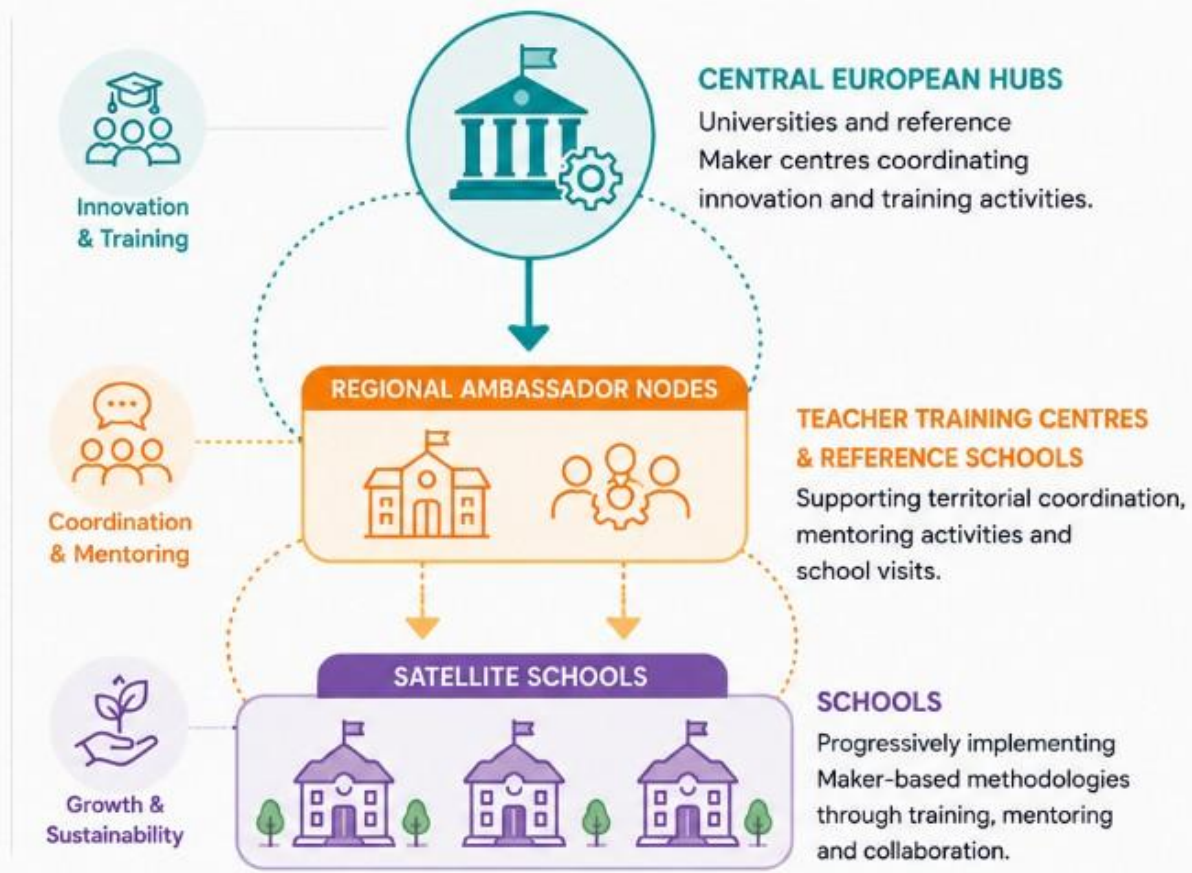 CENTRAL EUROPEAN HUBS
Universities and reference
Maker centres coordinating
innovation and training activities.
Innovation
& Training
REGIONAL AMBASSADOR NODES
TEACHER TRAINING CENTRES
& REFERENCE SCHOOLS
Supporting territorial coordination,
mentoring activities and
school visits.
Coordination
& Mentoring
SATELLITE SCHOOLS
SCHOOLS
Progressively implementing
Maker-based methodologies
through training, mentoring
and collaboration.
Growth &
Sustainability